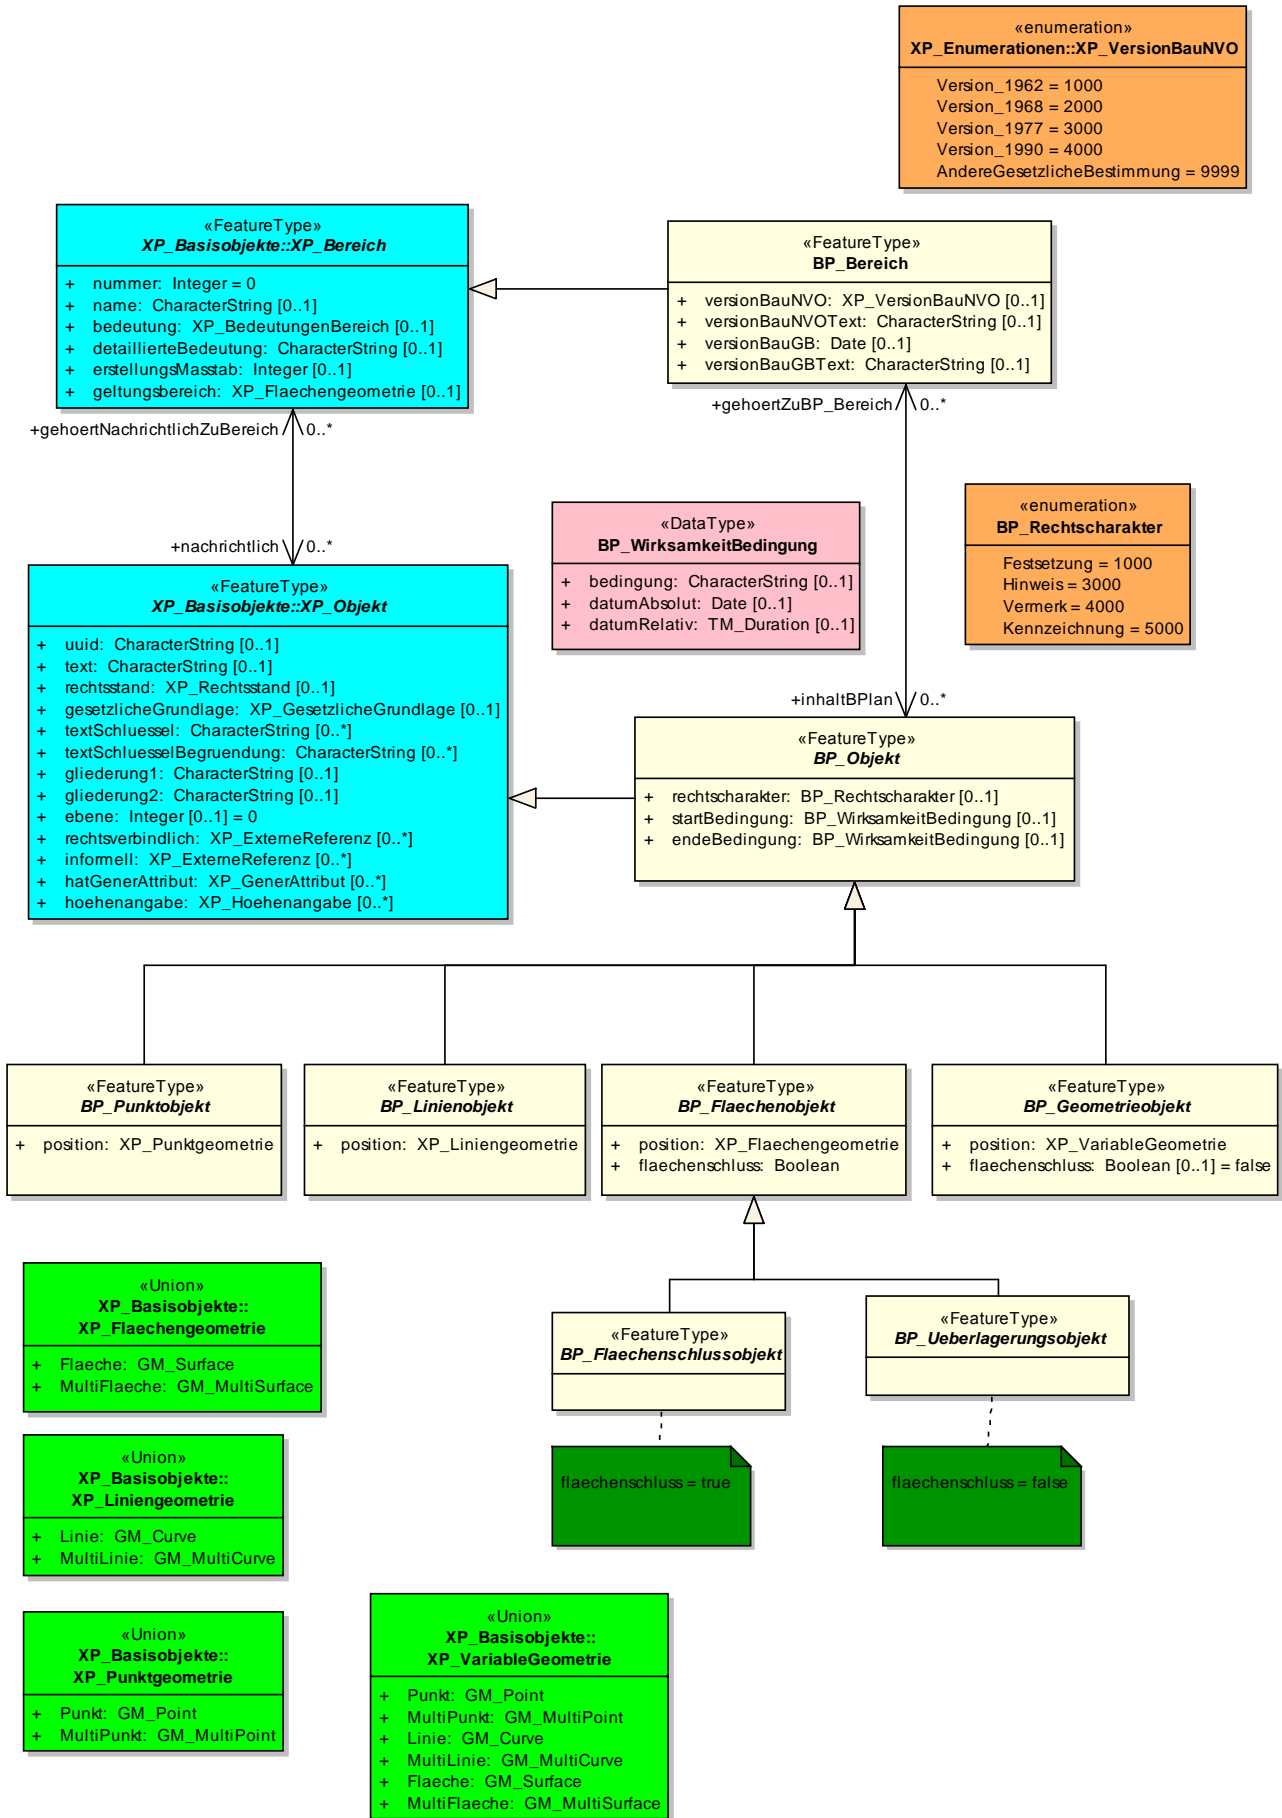 «enumeration»
XP_Enumerationen::XP_VersionBauNVO
Version_1962 = 1000
Version_1968 = 2000
Version_1977 = 3000
Version_1990 = 4000
AndereGesetzlicheBestimmung = 9999
«FeatureType»
XP_Basisobjekte::XP_Bereich
+ nummer: Integer = 0
+ name: CharacterString [0..1]
+ bedeutung: XP_BedeutungenBereich [0..1]
+ detaillierteBedeutung: CharacterString [0..1]
+ erstellungsMasstab: Integer [0..1]
+ geltungsbereich: XP_Flaechengeometrie [0..1]
«FeatureType»
BP_Bereich
+ versionBauNVO: XP_VersionBauNVO [0..1]
+ versionBauNVOText: CharacterString [0..1]
+ versionBauGB: Date [0..1]
+ versionBauGBText: CharacterString [0..1]
+gehoertZuBP_Bereich 0..*
+gehoertNachrichtlichZuBereich 0..*
«DataType»
BP_WirksamkeitBedingung
+ bedingung: CharacterString [0..1]
+ datumAbsolut: Date [0..1]
+ datumRelativ: TM_Duration [0..1]
«enumeration»
BP_Rechtscharakter
Festsetzung = 1000
Hinweis = 3000
Vermerk = 4000
Kennzeichnung = 5000
+nachrichtlich 0..*
«FeatureType»
XP_Basisobjekte::XP_Objekt
+ uuid: CharacterString [0..1]
+ text: CharacterString [0..1]
+ rechtsstand: XP_Rechtsstand [0..1]
+ gesetzlicheGrundlage: XP_GesetzlicheGrundlage [0..1]
+ textSchluessel: CharacterString [0..*]
+ textSchluesselBegruendung: CharacterString [0..*]
+ gliederung1: CharacterString [0..1]
+ gliederung2: CharacterString [0..1]
+ ebene: Integer [0..1] = 0
+ rechtsverbindlich: XP_ExterneReferenz [0..*]
+ informell: XP_ExterneReferenz [0..*]
+ hatGenerAttribut: XP_GenerAttribut [0..*]
+ hoehenangabe: XP_Hoehenangabe [0..*]
+inhaltBPlan 0..*
«FeatureType»
BP_Objekt
+ rechtscharakter: BP_Rechtscharakter [0..1]
+ startBedingung: BP_WirksamkeitBedingung [0..1]
+ endeBedingung: BP_WirksamkeitBedingung [0..1]
«FeatureType»
BP_Punktobjekt
+ position: XP_Punktgeometrie
«FeatureType»
BP_Linienobjekt
+ position: XP_Liniengeometrie
«FeatureType»
BP_Flaechenobjekt
+ position: XP_Flaechengeometrie
+ flaechenschluss: Boolean
«FeatureType»
BP_Geometrieobjekt
+ position: XP_VariableGeometrie
+ flaechenschluss: Boolean [0..1] = false
«Union»
XP_Basisobjekte::
XP_Flaechengeometrie
+ Flaeche: GM_Surface
+ MultiFlaeche: GM_MultiSurface
«FeatureType»
BP_Flaechenschlussobjekt
«FeatureType»
BP_Ueberlagerungsobjekt
flaechenschluss = true
flaechenschluss = false
«Union»
XP_Basisobjekte::
XP_Liniengeometrie
+ Linie: GM_Curve
+ MultiLinie: GM_MultiCurve
«Union»
XP_Basisobjekte::
XP_Punktgeometrie
+ Punkt: GM_Point
+ MultiPunkt: GM_MultiPoint
«Union»
XP_Basisobjekte::
XP_VariableGeometrie
+ Punkt: GM_Point
+ MultiPunkt: GM_MultiPoint
+ Linie: GM_Curve
+ MultiLinie: GM_MultiCurve
+ Flaeche: GM_Surface
+ MultiFlaeche: GM_MultiSurface